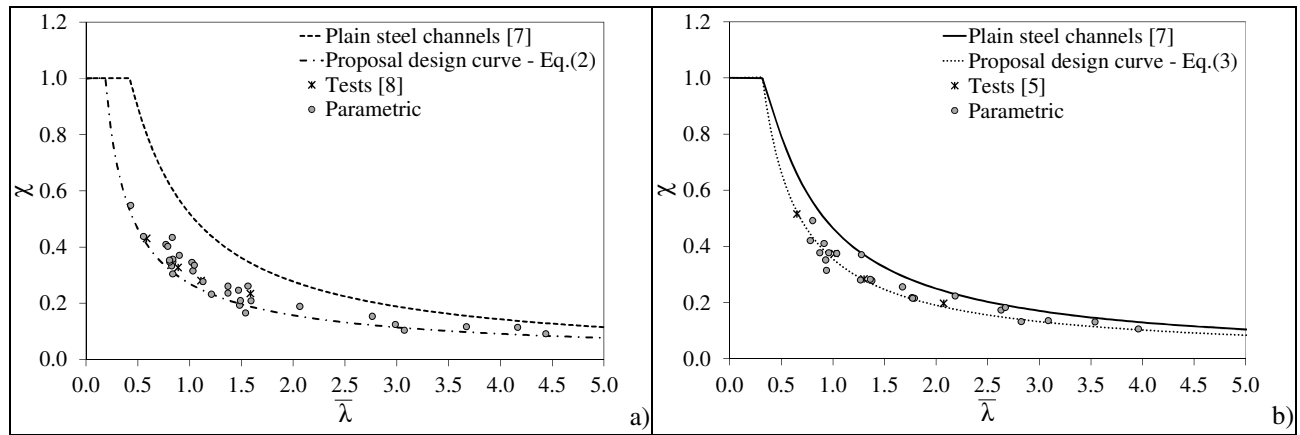 1.2
1.0
0.8
0.6
0.4
0.2
0.0
χ
0.0 0.5 1.0 1.5 2.0 2.5 3.0 3.5 4.0 4.5 5.0
λ̄
Plain steel channels [7]
Proposal design curve - Eq.(2)
Tests [8]
Parametric
a)
1.2
1.0
0.8
0.6
0.4
0.2
0.0
χ
0.0 0.5 1.0 1.5 2.0 2.5 3.0 3.5 4.0 4.5 5.0
λ̄
Plain steel channels [7]
Proposal design curve - Eq.(3)
Tests [5]
Parametric
b)